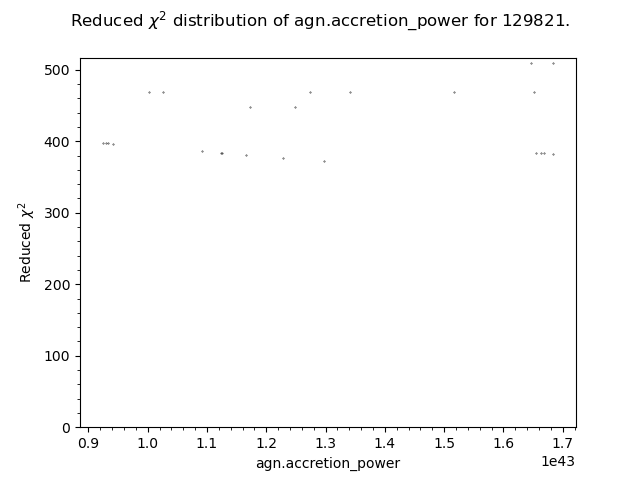 Reduced χ² distribution of agn.accretion_power for 129821.
500
400
300
200
100
0
Reduced χ²
0.9 1.0 1.1 1.2 1.3 1.4 1.5 1.6 1.7
1e43
agn.accretion_power